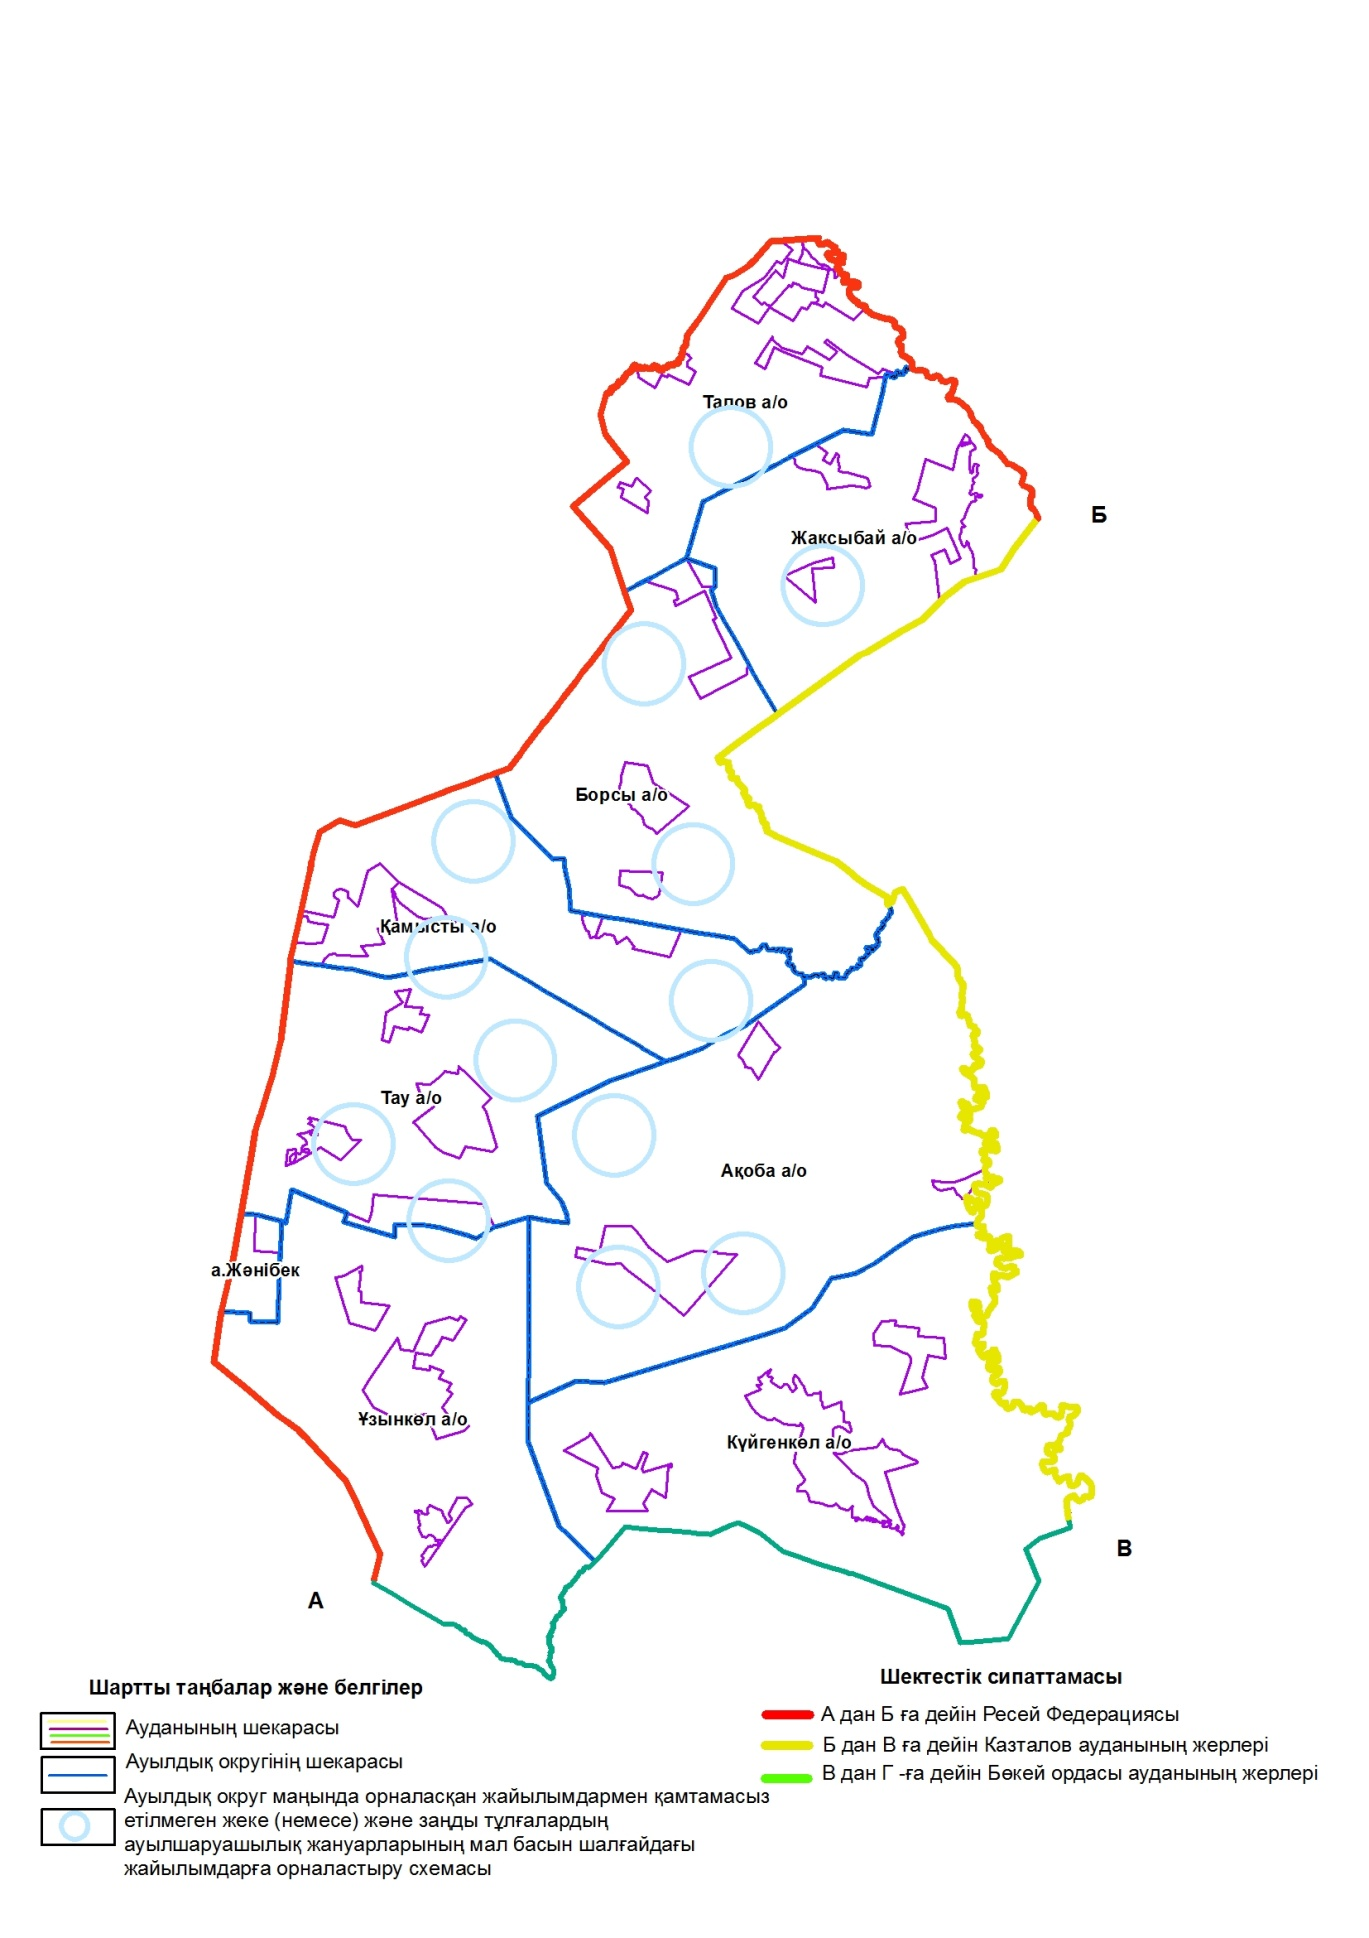 Талов а/о
Б
Жаксыбай а/о
Борсы а/о
Қамысты а/о
Тау а/о
Ақоба а/о
а.Жәнібек
Ұзынкөл а/о
Күйгенкөл а/о
В
А
Шартты таңбалар және белгілер
Ауданының шекарасы
Ауылдық округінің шекарасы
Ауылдық округ маңында орналасқан жайылымдармен қамтамасыз
етілмеген жеке (немесе) және заңды тұлғалардың
ауылшаруашылық жануарларының мал басын шалғайдағы
жайылымдарға орналастыру схемасы
Шектестік сипаттамасы
А дан Б ға дейін Ресей Федерациясы
Б дан В ға дейін Казталов ауданының жерлері
В дан Г -ға дейін Бөкей ордасы ауданының жерлері